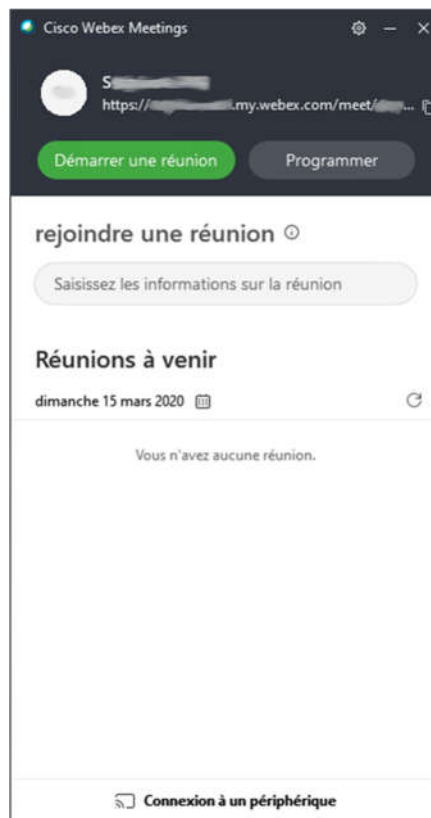 Cisco Webex Meetings
S
https:// .my.webex.com/meet/ ...
Démarrer une réunion
Programmer
rejoindre une réunion
Saisissez les informations sur la réunion
Réunions à venir
dimanche 15 mars 2020
Vous n'avez aucune réunion.
Connexion à un périphérique